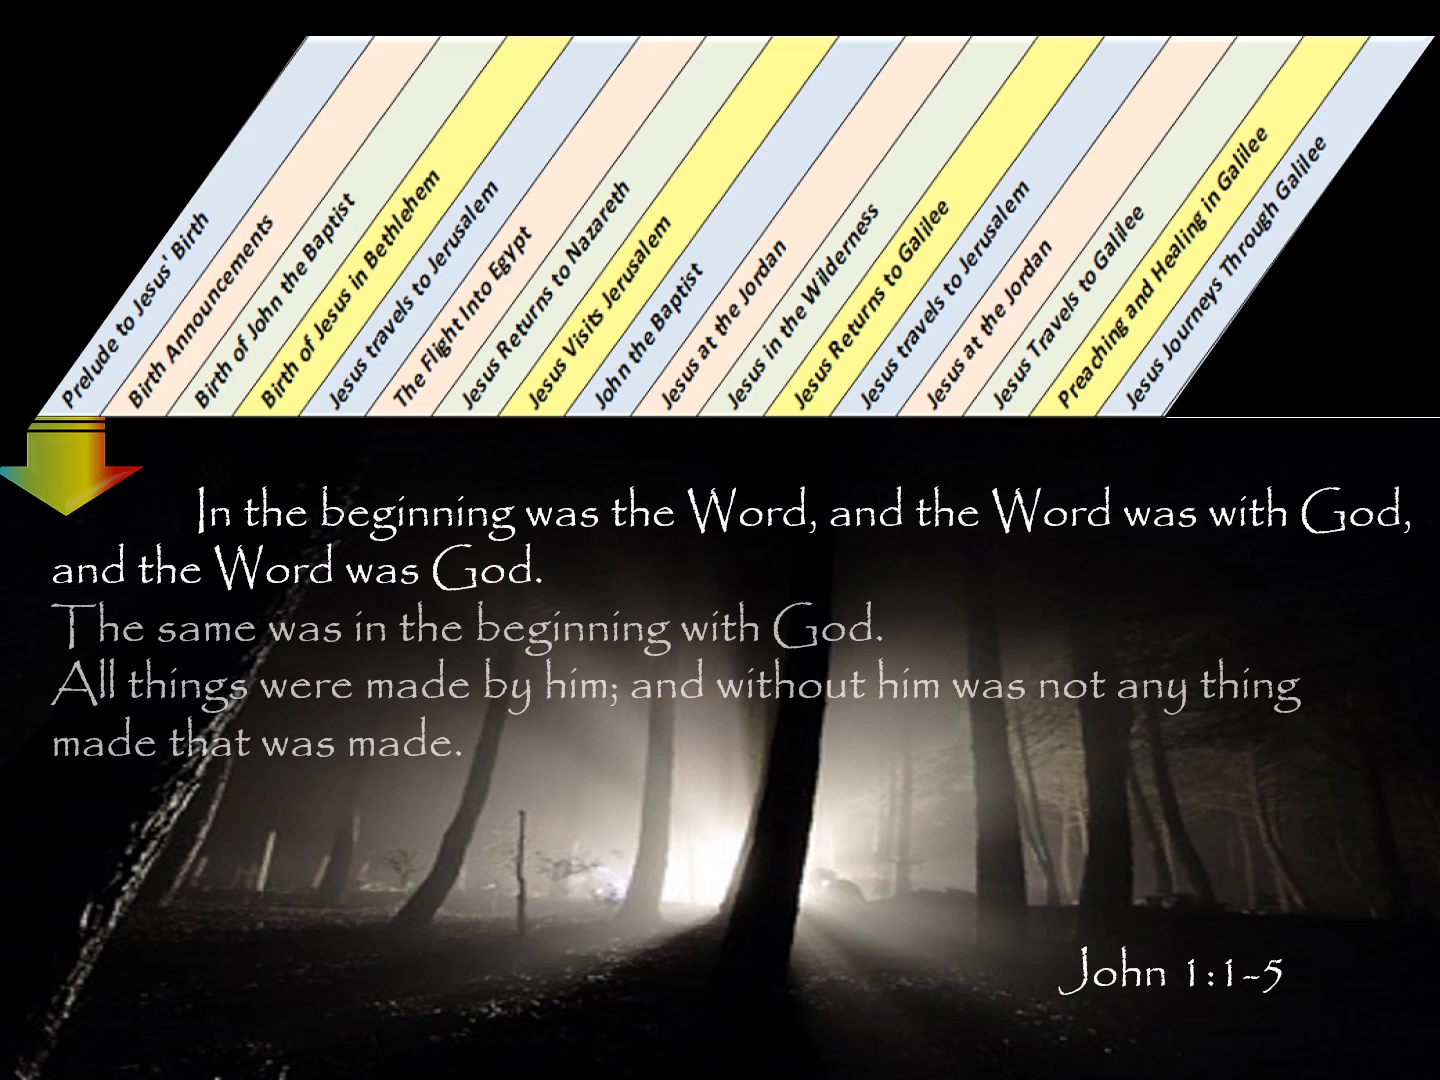 Prelude to Jesus' Birth
Birth Announcements
Birth of John the Baptist
Birth of Jesus in Bethlehem
Jesus travels to Jerusalem
The Flight Into Egypt
Jesus Returns to Nazareth
Jesus Visits Jerusalem
John the Baptist
Jesus at the Jordan
Jesus in the Wilderness
Jesus Returns to Galilee
Jesus travels to Jerusalem
Jesus at the Jordan
Jesus Travels to Galilee
Preaching and Healing in Galilee
Jesus Journeys Through Galilee
In the beginning was the Word, and the Word was with God,
and the Word was God.
The same was in the beginning with God.
All things were made by him; and without him was not any thing
made that was made.
John 1:1-5